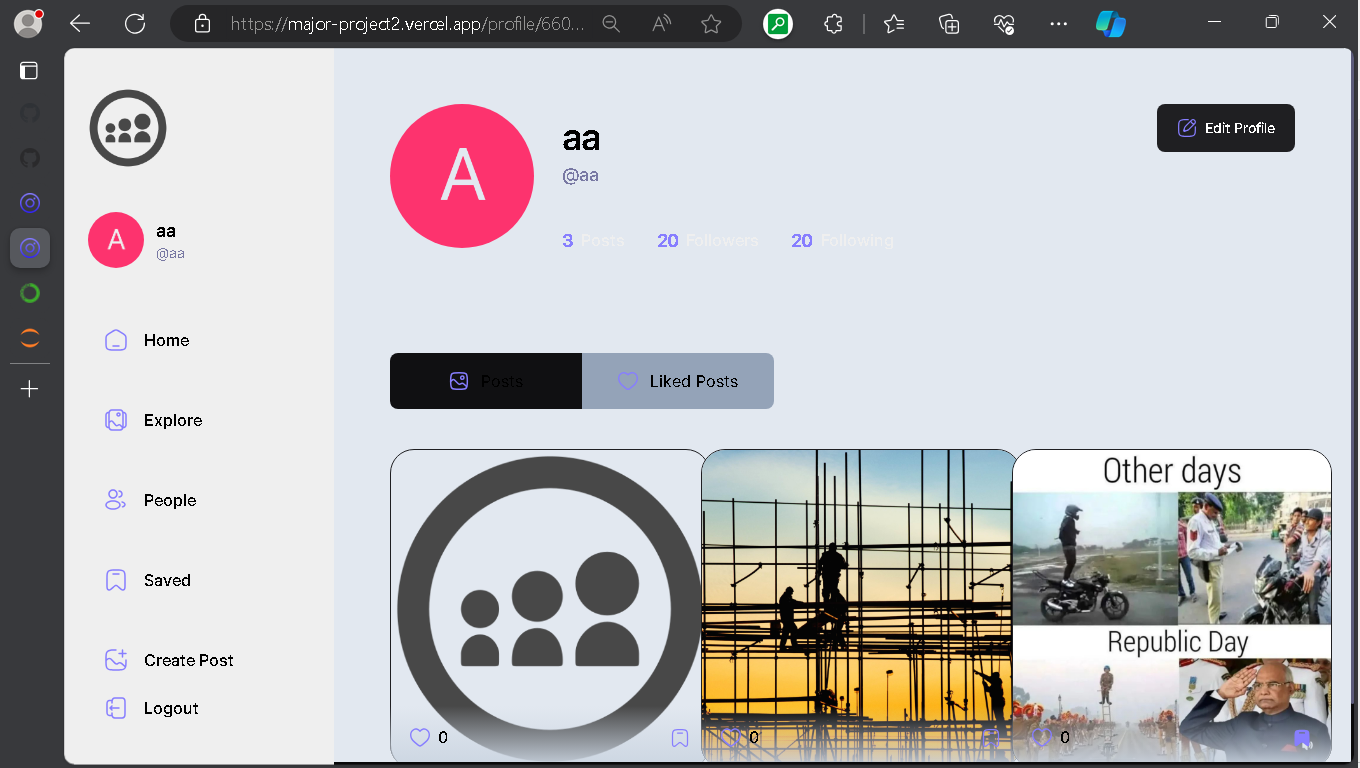 https://major-project2.vercel.app/profile/660...
A
aa
@aa
Home
Explore
People
Saved
Create Post
Logout
A
aa
@aa
3 Posts 20 Followers 20 Following
Edit Profile
Posts
Liked Posts
0
0
Other days
Republic Day
0